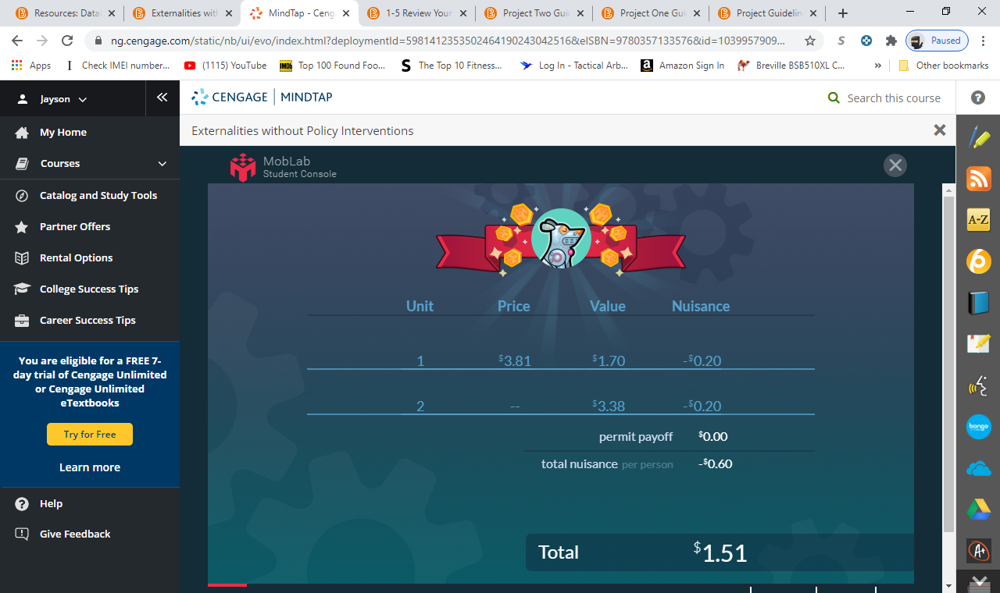 Resources: Data
Externalities with
MindTap - Ceng
1-5 Review Your
Project Two Guid
Project One Gui
Project Guidelin
ng.cengage.com/static/nb/ui/evo/index.html?deploymentId=59814123535024641902430425​16&eISBN=9780357133576&id=1039957909...
Paused
Apps
Check IMEI number...
(1115) YouTube
IMDb
Top 100 Found Foo...
S
The Top 10 Fitness...
Log In - Tactical Arb...
a
Amazon Sign In
Breville BSB510XL C...
»
Other bookmarks
Jayson
CENGAGE | MINDTAP
Search this course
Externalities without Policy Interventions
My Home
Courses
Catalog and Study Tools
Partner Offers
Rental Options
College Success Tips
Career Success Tips
You are eligible for a FREE 7-
day trial of Cengage Unlimited
or Cengage Unlimited
eTextbooks
Try for Free
Learn more
Help
Give Feedback
MobLab
Student Console
Unit Price Value Nuisance
1 $3.81 $1.70 -$0.20
2 -- $3.38 -$0.20
permit payoff $0.00
total nuisance per person -$0.60
Total $1.51
A-Z
bongo
A+